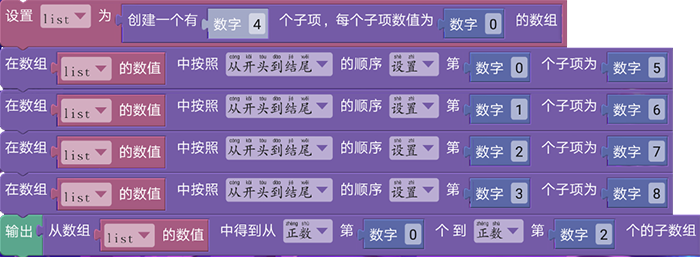 设置 list 为 创建一个有 数字 4 个子项，每个子项数值为 数字 0 的数组
在数组 list 的数值 中按照 cóng kāi tóu dào jié wěi 从开头到结尾 的顺序 shè zhì 设置 第 数字 0 个子项为 数字 5
在数组 list 的数值 中按照 cóng kāi tóu dào jié wěi 从开头到结尾 的顺序 shè zhì 设置 第 数字 1 个子项为 数字 6
在数组 list 的数值 中按照 cóng kāi tóu dào jié wěi 从开头到结尾 的顺序 shè zhì 设置 第 数字 2 个子项为 数字 7
在数组 list 的数值 中按照 cóng kāi tóu dào jié wěi 从开头到结尾 的顺序 shè zhì 设置 第 数字 3 个子项为 数字 8
输出 从数组 list 的数值 中得到从 zhèng shù 正数 第 数字 0 个 到 zhèng shù 正数 第 数字 2 个的子数组